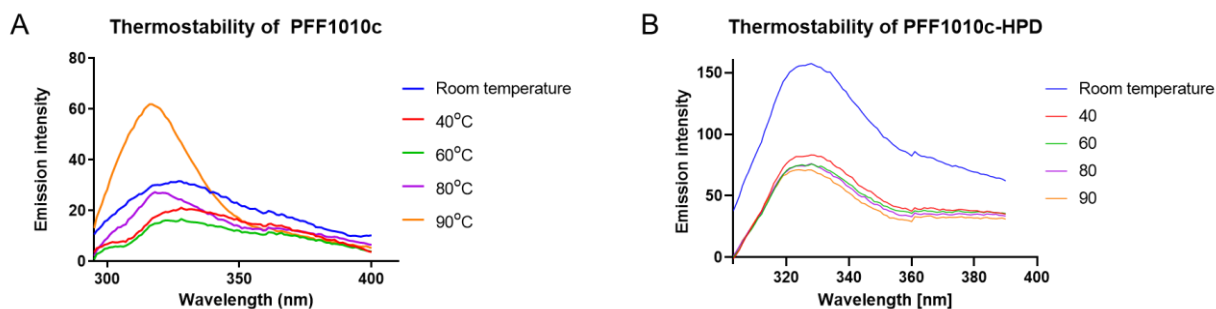 A
Thermostability of PFF1010c
Emission intensity
80
60
40
20
0
300
350
400
Wavelength (nm)
Room temperature
40°C
60°C
80°C
90°C
B
Thermostability of PFF1010c-HPD
Emission intensity
150
100
50
0
320
340
360
380
400
Wavelength [nm]
Room temperature
40
60
80
90